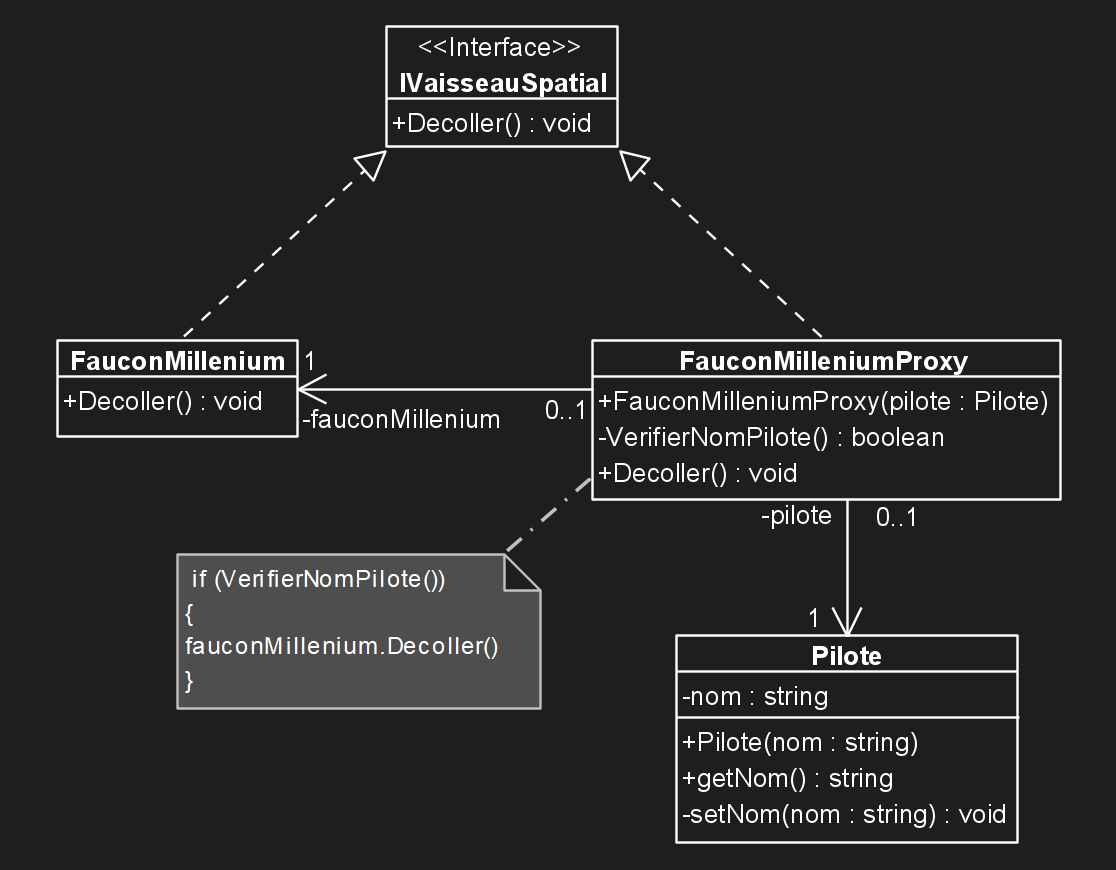 <<Interface>>
IVaisseauSpatial
+Decoller() : void
FauconMillenium
+Decoller() : void
1
-fauconMillenium
0..1
FauconMilleniumProxy
+FauconMilleniumProxy(pilote : Pilote)
-VerifierNomPilote() : boolean
+Decoller() : void
-pilote
0..1
if (VerifierNomPilote())
{
fauconMillenium.Decoller()
}
1
Pilote
-nom : string
+Pilote(nom : string)
+getNom() : string
-setNom(nom : string) : void